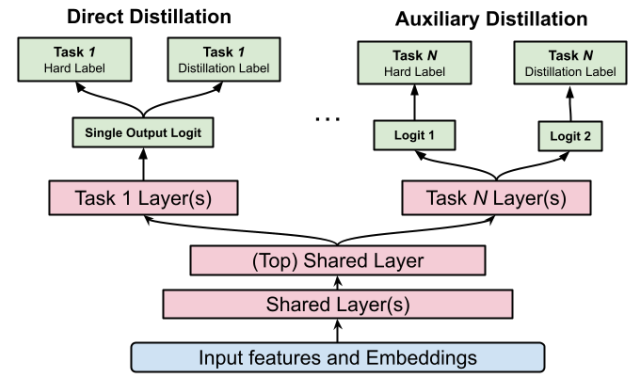 Direct Distillation
Auxiliary Distillation
Task 1
Hard Label
Task 1
Distillation Label
Task N
Hard Label
Task N
Distillation Label
...
Single Output Logit
Logit 1
Logit 2
Task 1 Layer(s)
Task N Layer(s)
(Top) Shared Layer
Shared Layer(s)
Input features and Embeddings